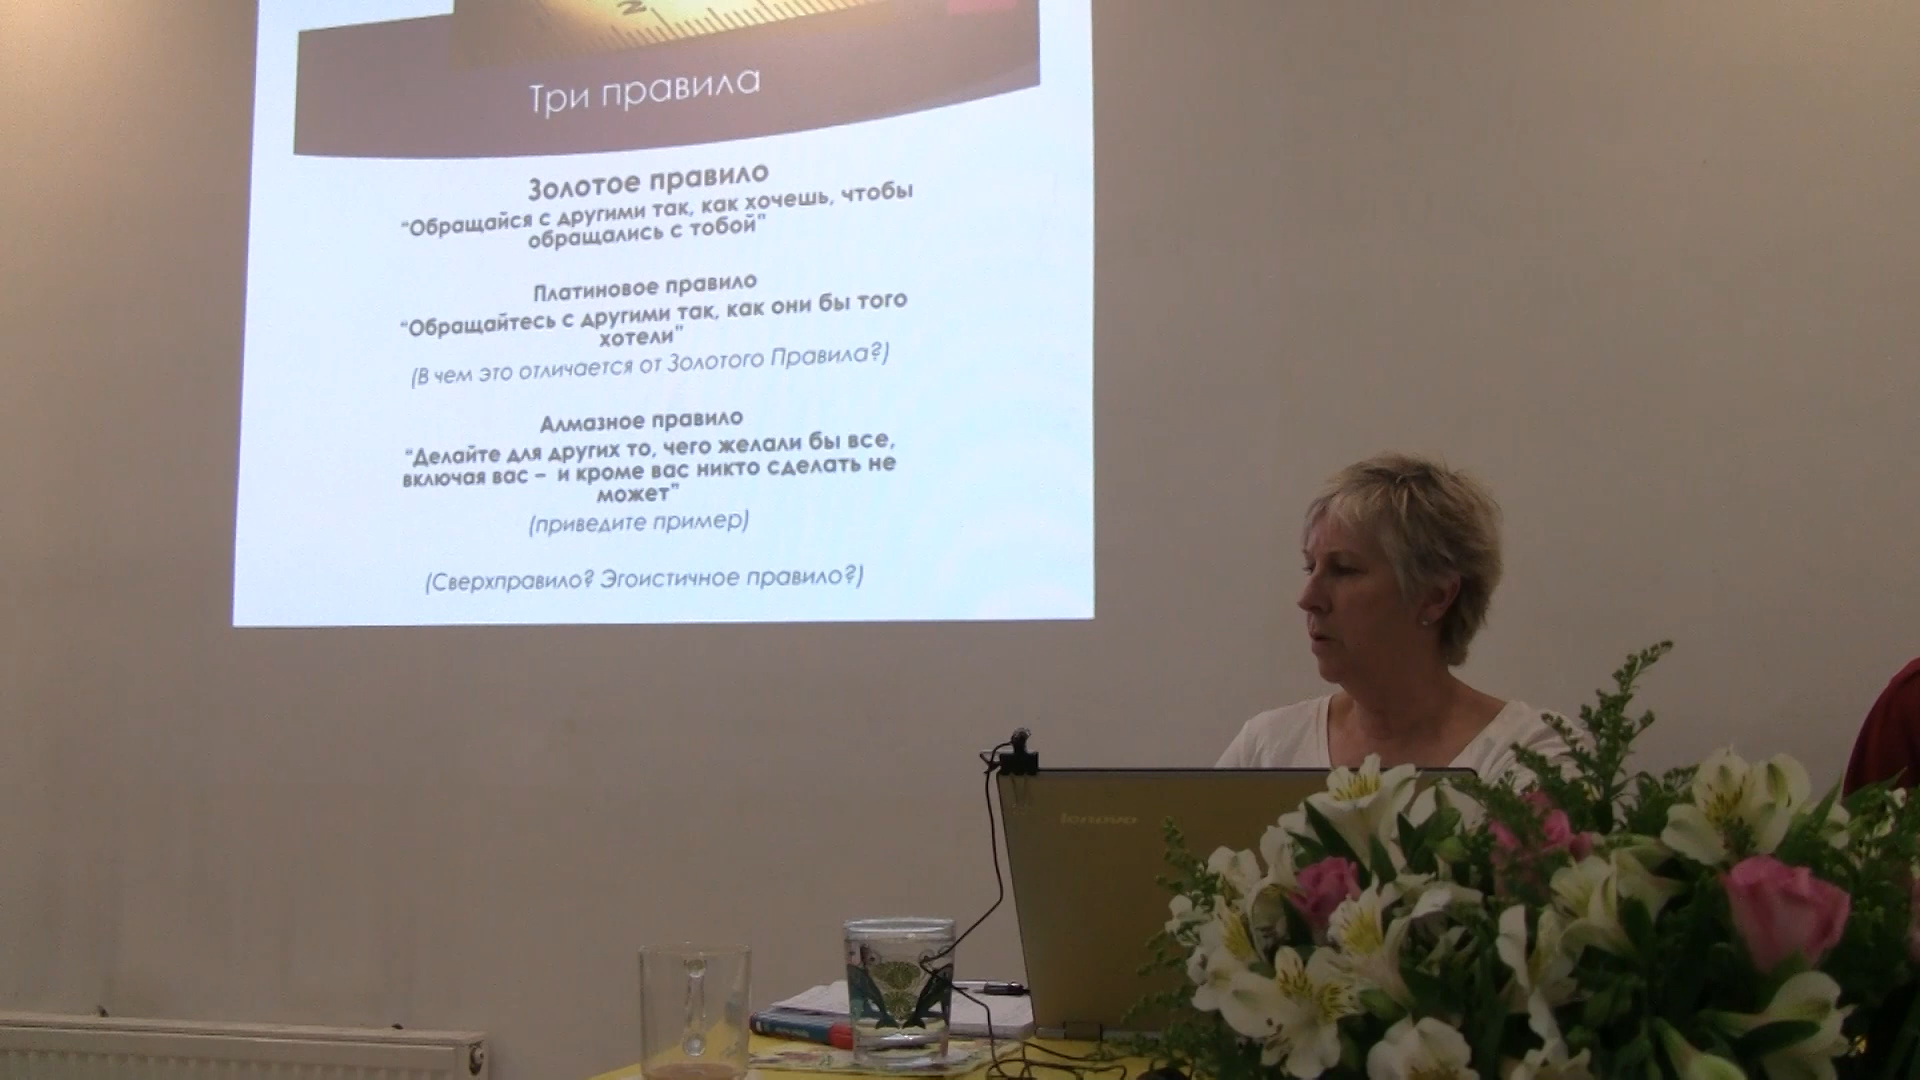 2
Три правила
Золотое правило
“Обращайся с другими так, как хочешь, чтобы
обращались с тобой”
Платиновое правило
“Обращайтесь с другими так, как они бы того
хотели”
(В чем это отличается от Золотого Правила?)
Алмазное правило
“Делайте для других то, чего желали бы все,
включая вас – и кроме вас никто сделать не
может”
(приведите пример)
(Сверхправило? Эгоистичное правило?)
lenovo